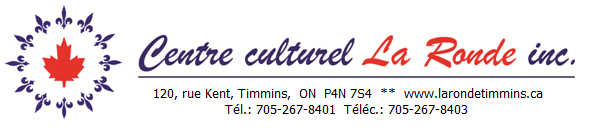 Centre culturel La Ronde inc.
120, rue Kent, Timmins, ON P4N 7S4 ** www.larondetimmins.ca
Tél.: 705-267-8401 Téléc.: 705-267-8403